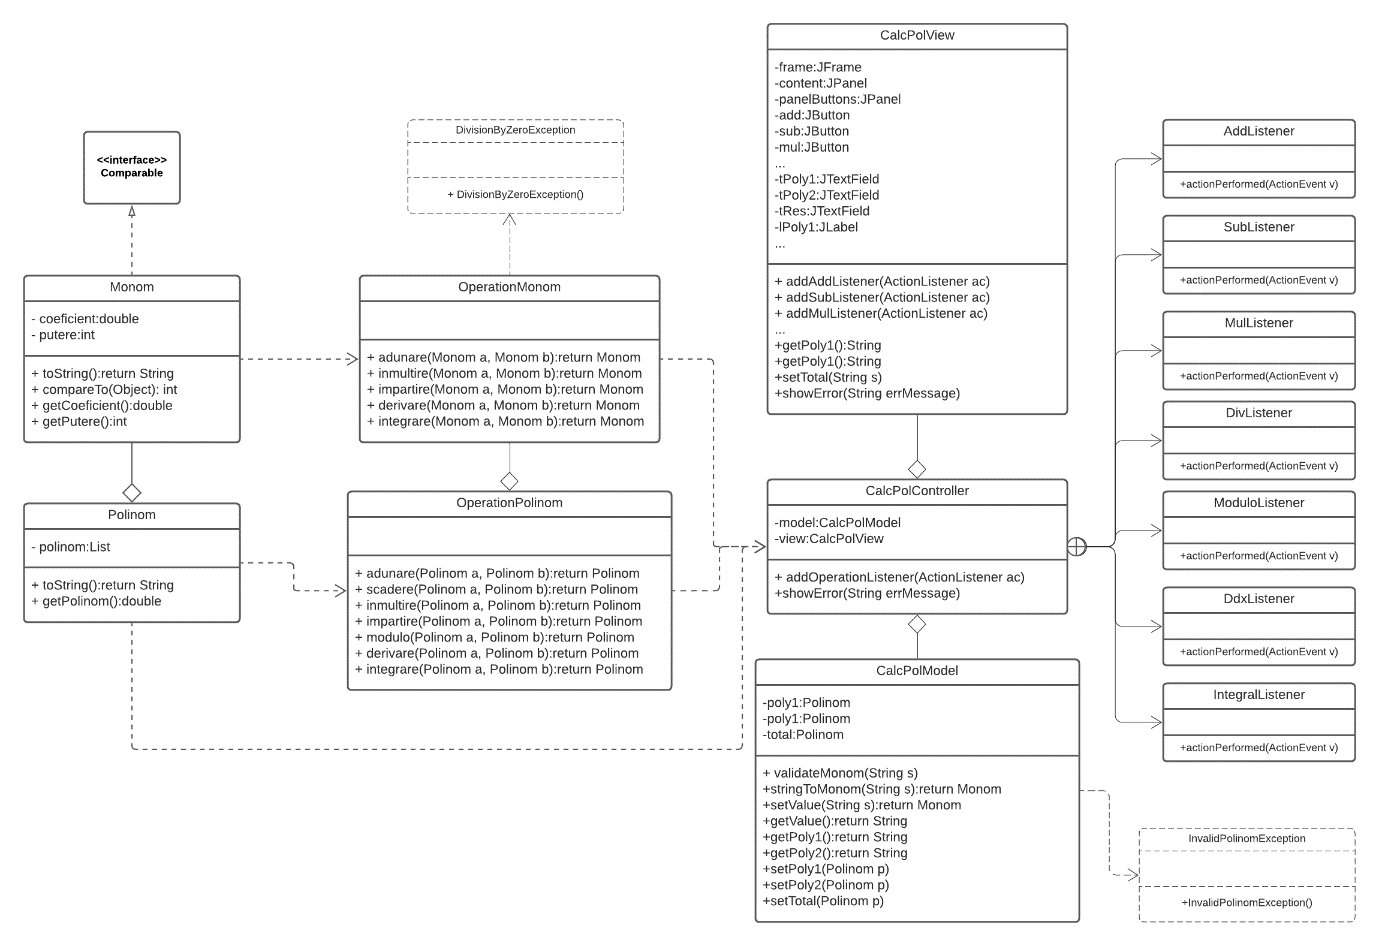 <<interface>>
Comparable
Monom
- coeficient:double
- putere:int
+ toString():return String
+ compareTo(Object): int
+ getCoeficient():double
+ getPutere():int
Polinom
- polinom:List
+ toString():return String
+ getPolinom():double
DivisionByZeroException
+ DivisionByZeroException()
OperationMonom
+ adunare(Monom a, Monom b):return Monom
+ inmultire(Monom a, Monom b):return Monom
+ impartire(Monom a, Monom b):return Monom
+ derivare(Monom a, Monom b):return Monom
+ integrare(Monom a, Monom b):return Monom
OperationPolinom
+ adunare(Polinom a, Polinom b):return Polinom
+ scadere(Polinom a, Polinom b):return Polinom
+ inmultire(Polinom a, Polinom b):return Polinom
+ impartire(Polinom a, Polinom b):return Polinom
+ modulo(Polinom a, Polinom b):return Polinom
+ derivare(Polinom a, Polinom b):return Polinom
+ integrare(Polinom a, Polinom b):return Polinom
CalcPolView
-frame:JFrame
-content:JPanel
-panelButtons:JPanel
-add:JButton
-sub:JButton
-mul:JButton
...
-tPoly1:JTextField
-tPoly2:JTextField
-tRes:JTextField
-lPoly1:JLabel
...
+ addAddListener(ActionListener ac)
+ addSubListener(ActionListener ac)
+ addMulListener(ActionListener ac)
...
+getPoly1():String
+getPoly1():String
+setTotal(String s)
+showError(String errMessage)
CalcPolController
-model:CalcPolModel
-view:CalcPolView
+ addOperationListener(ActionListener ac)
+showError(String errMessage)
CalcPolModel
-poly1:Polinom
-poly1:Polinom
-total:Polinom
+ validateMonom(String s)
+stringToMonom(String s):return Monom
+setValue(String s):return Monom
+getValue():return String
+getPoly1():return String
+getPoly2():return String
+setPoly1(Polinom p)
+setPoly2(Polinom p)
+setTotal(Polinom p)
AddListener
+actionPerformed(ActionEvent v)
SubListener
+actionPerformed(ActionEvent v)
MulListener
+actionPerformed(ActionEvent v)
DivListener
+actionPerformed(ActionEvent v)
ModuloListener
+actionPerformed(ActionEvent v)
DdxListener
+actionPerformed(ActionEvent v)
IntegralListener
+actionPerformed(ActionEvent v)
InvalidPolinomException
+InvalidPolinomException()